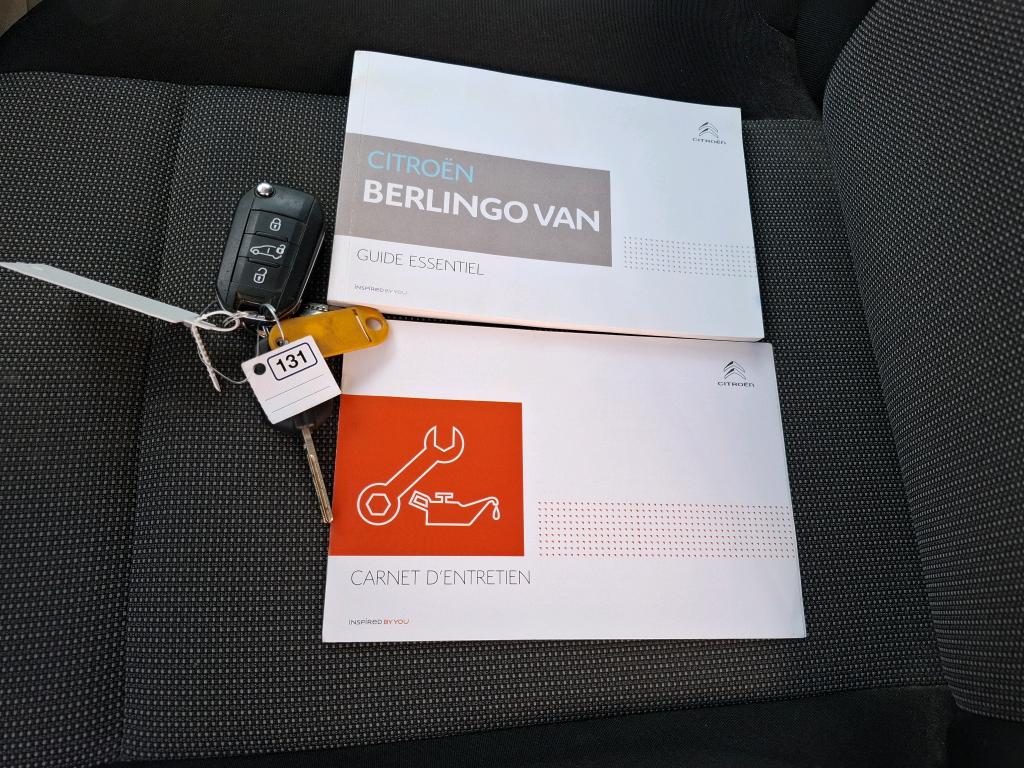 CITROËN
CITROËN
BERLINGO VAN
GUIDE ESSENTIEL
INSPIRED BY YOU
131
CITROËN
CARNET D'ENTRETIEN
INSPIRED BY YOU